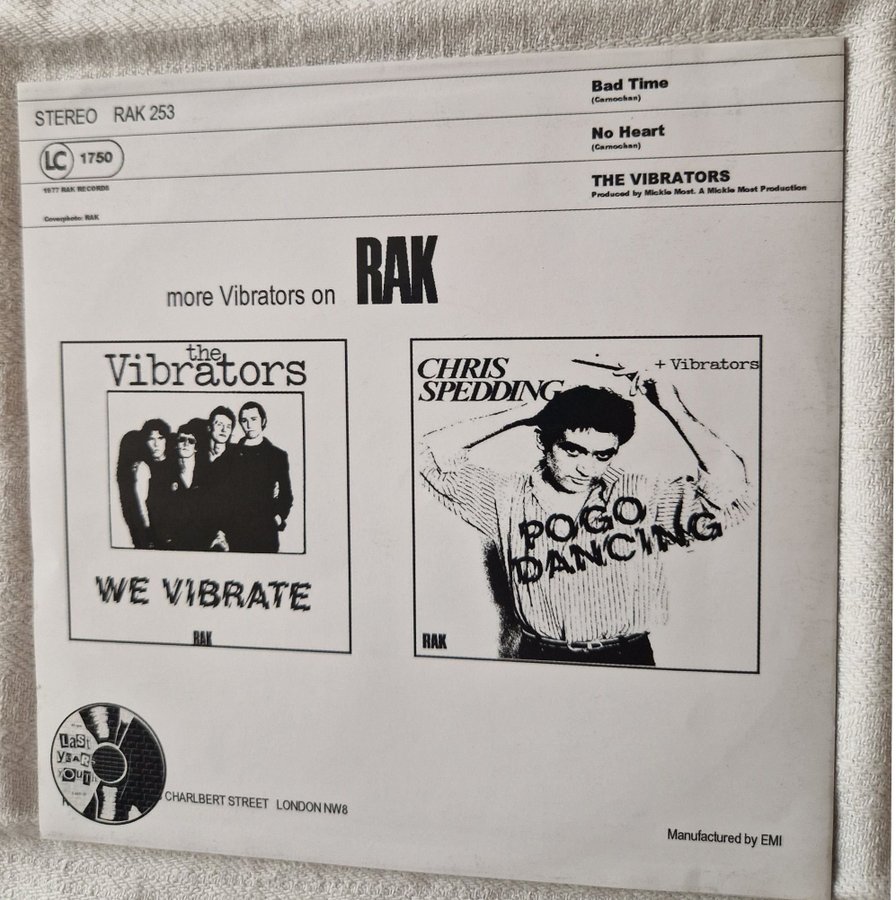 STEREO RAK 253
LC 1750
1977 RAK RECORDS
Coverphoto: RAK
Bad Time
(Carnochan)
No Heart
(Carnochan)
THE VIBRATORS
Produced by Mickie Most. A Mickie Most Production
more Vibrators on RAK
the
Vibrators
WE VIBRATE
RAK
CHRIS
SPEDDING
+ Vibrators
POGO
DANCING
RAK
LAST
YEARS
YOUTH
CHARLBERT STREET LONDON NW8
Manufactured by EMI